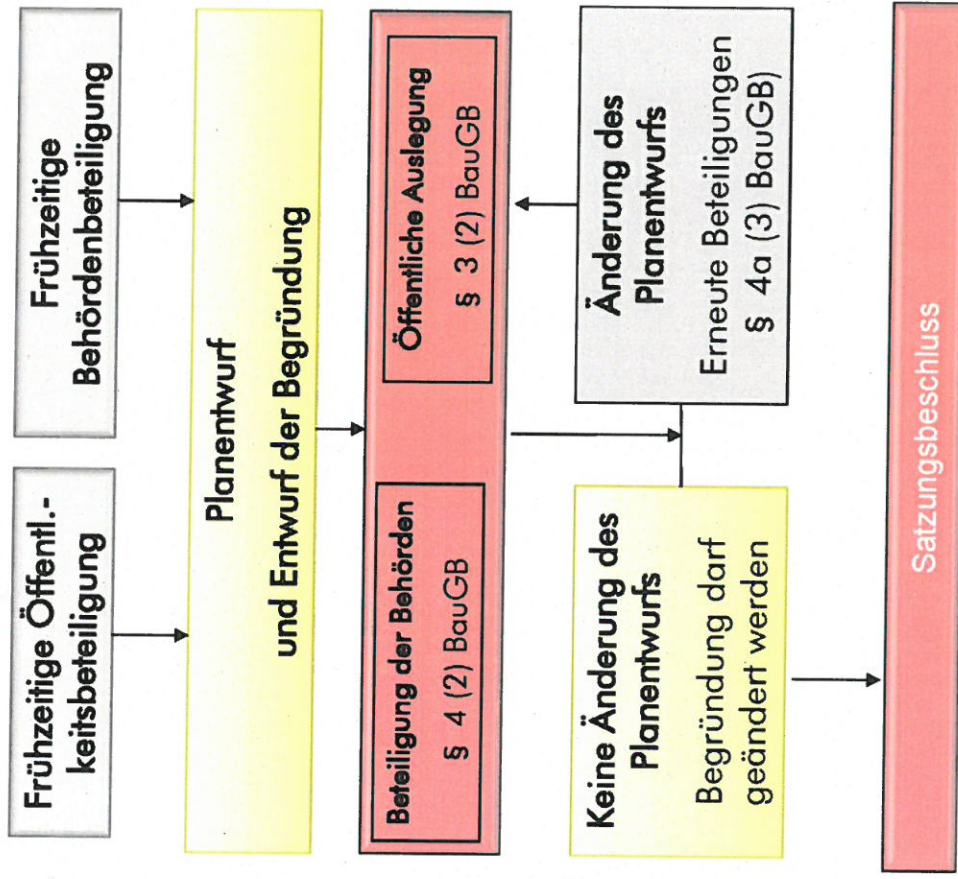 Frühzeitige Öffentl.-
keitsbeteiligung
Frühzeitige
Behördenbeteiligung
Planentwurf
und Entwurf der Begründung
Beteiligung der Behörden
§ 4 (2) BauGB
Öffentliche Auslegung
§ 3 (2) BauGB
Keine Änderung des
Planentwurfs
Begründung darf
geändert werden
Änderung des
Planentwurfs
Erneute Beteiligungen
§ 4a (3) BauGB)
Satzungsbeschluss